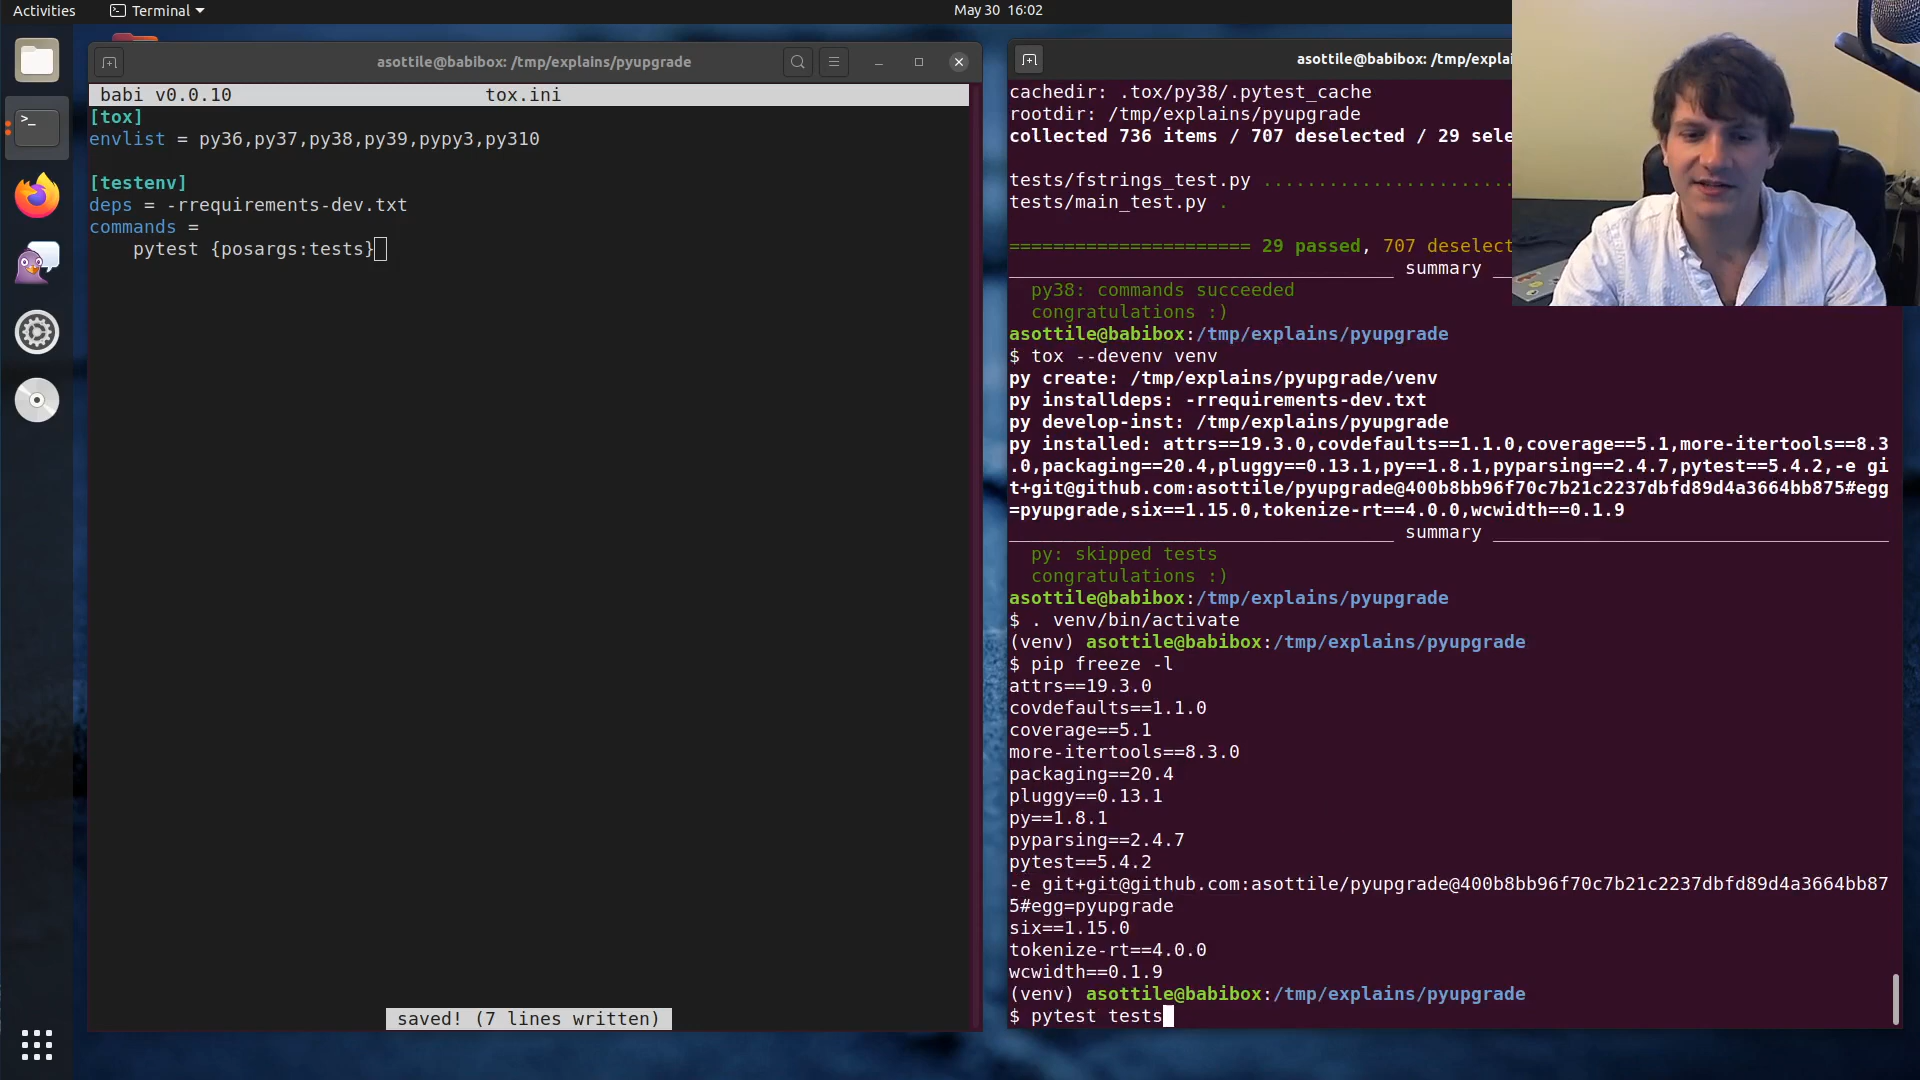 Activities
Terminal
May 30 16:02
asottile@babibox: /tmp/explains/pyupgrade
babi v0.0.10 tox.ini
[tox]
envlist = py36,py37,py38,py39,pypy3,py310
[testenv]
deps = -rrequirements-dev.txt
commands =
pytest {posargs:tests}
saved! (7 lines written)
asottile@babibox: /tmp/explai
cachedir: .tox/py38/.pytest_cache
rootdir: /tmp/explains/pyupgrade
collected 736 items / 707 deselected / 29 sele
tests/fstrings_test.py .......................
tests/main_test.py .
====================== 29 passed, 707 deselect
___________________________________ summary __
py38: commands succeeded
congratulations :)
asottile@babibox:/tmp/explains/pyupgrade
$ tox --devenv venv
py create: /tmp/explains/pyupgrade/venv
py installdeps: -rrequirements-dev.txt
py develop-inst: /tmp/explains/pyupgrade
py installed: attrs==19.3.0,covdefaults==1.1.0,coverage==5.1,more-itertools==8.3
.0,packaging==20.4,pluggy==0.13.1,py==1.8.1,pyparsing==2.4.7,pytest==5.4.2,-e gi
t+git@github.com:asottile/pyupgrade@400b8bb96f70c7b21c2237dbfd89d4a3664bb875#egg
=pyupgrade,six==1.15.0,tokenize-rt==4.0.0,wcwidth==0.1.9
___________________________________ summary ____________________________________
py: skipped tests
congratulations :)
asottile@babibox:/tmp/explains/pyupgrade
$ . venv/bin/activate
(venv) asottile@babibox:/tmp/explains/pyupgrade
$ pip freeze -l
attrs==19.3.0
covdefaults==1.1.0
coverage==5.1
more-itertools==8.3.0
packaging==20.4
pluggy==0.13.1
py==1.8.1
pyparsing==2.4.7
pytest==5.4.2
-e git+git@github.com:asottile/pyupgrade@400b8bb96f70c7b21c2237dbfd89d4a3664bb87
5#egg=pyupgrade
six==1.15.0
tokenize-rt==4.0.0
wcwidth==0.1.9
(venv) asottile@babibox:/tmp/explains/pyupgrade
$ pytest tests